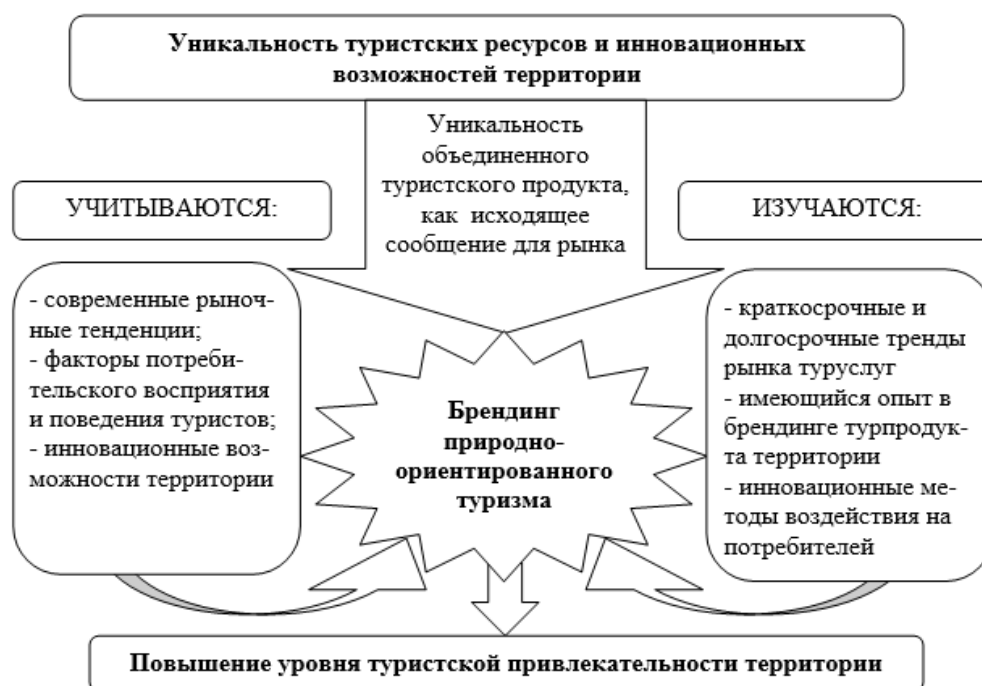 Уникальность туристских ресурсов и инновационных
возможностей территории
Уникальность
объединенного
туристского продукта,
как исходящее
сообщение для рынка
УЧИТЫВАЮТСЯ:
- современные рыноч-
ные тенденции;
- факторы потреби-
тельского восприятия
и поведения туристов;
- инновационные воз-
можности территории
Брендинг
природно-
ориентированного
туризма
ИЗУЧАЮТСЯ:
- краткосрочные и
долгосрочные тренды
рынка туруслуг
- имеющийся опыт в
брендинге турпродук-
та территории
- инновационные ме-
тоды воздействия на
потребителей
Повышение уровня туристской привлекательности территории